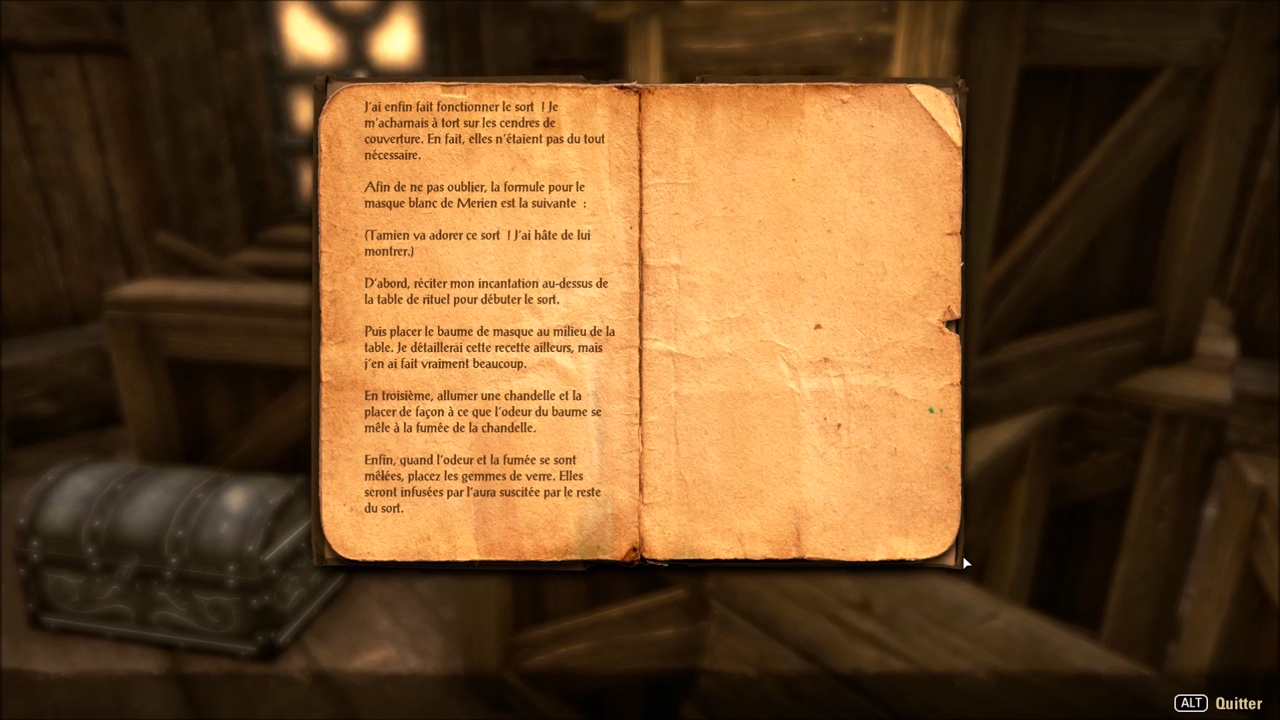 J'ai enfin fait fonctionner le sort  ! Je
m'acharnais à tort sur les cendres de
couverture. En fait, elles n'étaient pas du tout
nécessaire.
Afin de ne pas oublier, la formule pour le
masque blanc de Merien est la suivante  :
(Tamien va adorer ce sort  ! J'ai hâte de lui
montrer.)
D'abord, réciter mon incantation au-dessus de
la table de rituel pour débuter le sort.
Puis placer le baume de masque au milieu de la
table. Je détaillerai cette recette ailleurs, mais
j'en ai fait vraiment beaucoup.
En troisième, allumer une chandelle et la
placer de façon à ce que l'odeur du baume se
mêle à la fumée de la chandelle.
Enfin, quand l'odeur et la fumée se sont
mêlées, placez les gemmes de verre. Elles
seront infusées par l'aura suscitée par le reste
du sort.
ALT Quitter